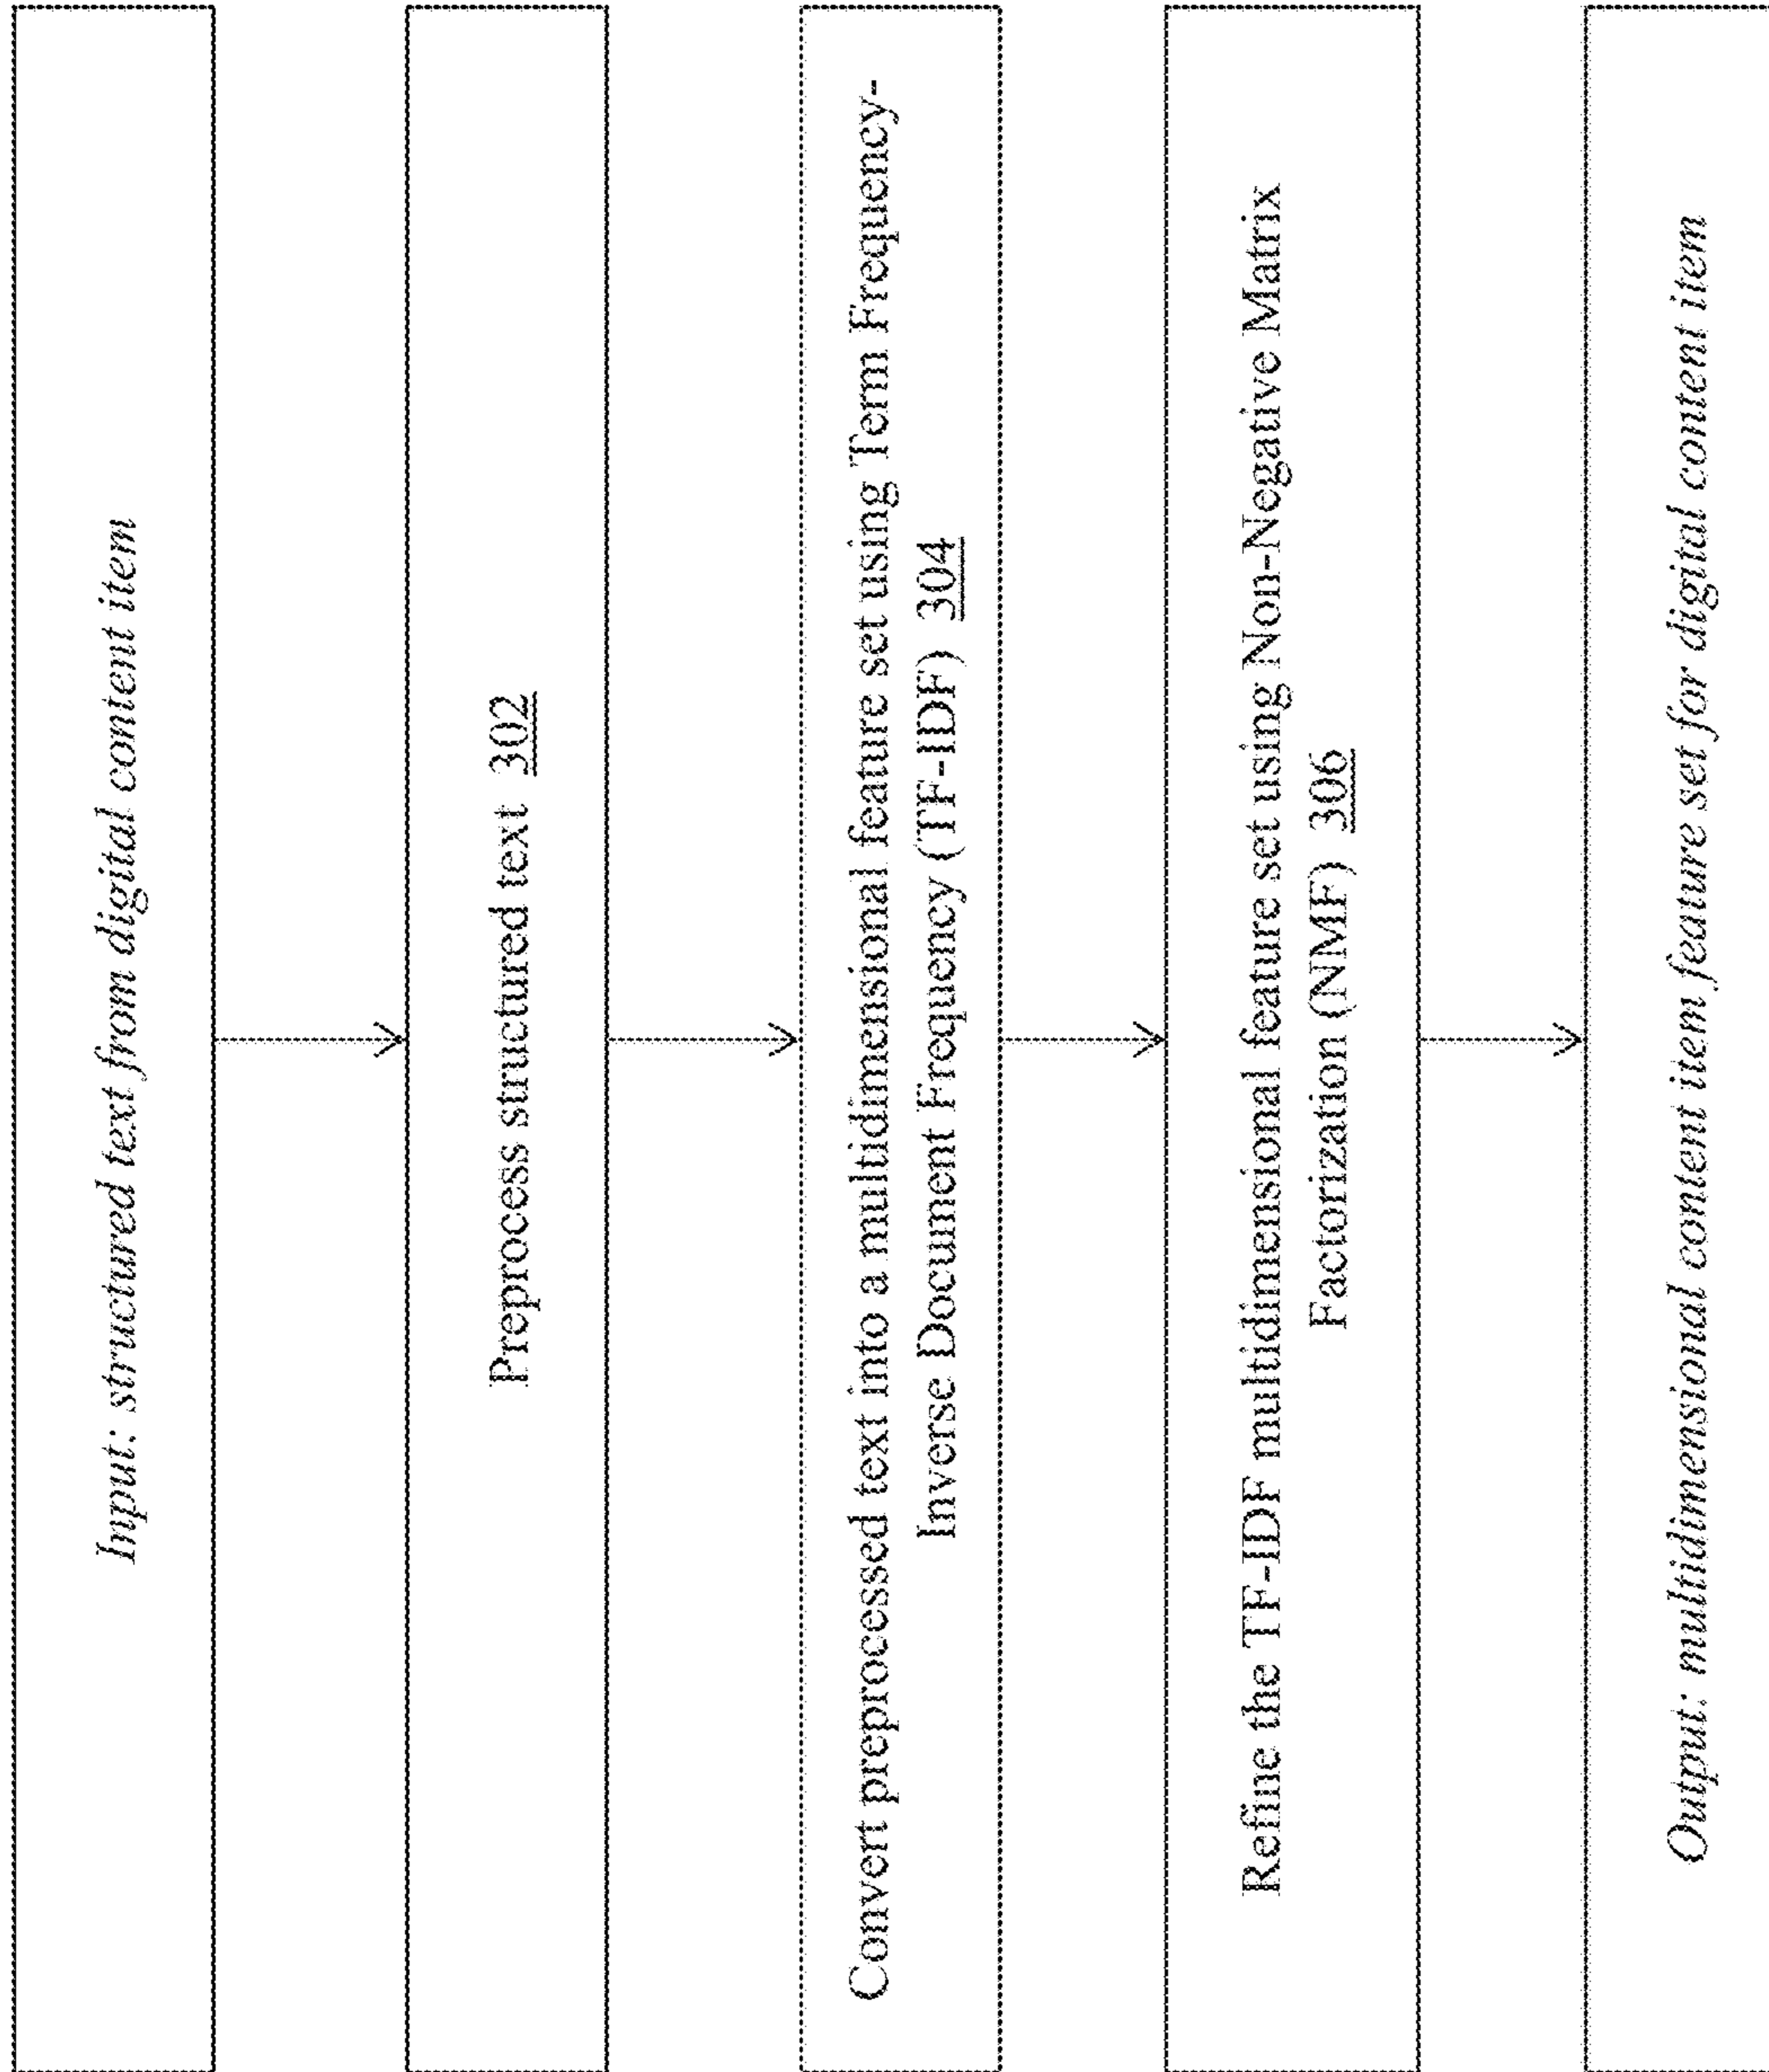 Input: structured text from digital content item
Preprocess structured text 302
Convert preprocessed text into a multidimensional feature set using Term Frequency-
Inverse Document Frequency (TF-IDF) 304
Refine the TF-IDF multidimensional feature set using Non-Negative Matrix
Factorization (NMF) 306
Output: multidimensional content item feature set for digital content item